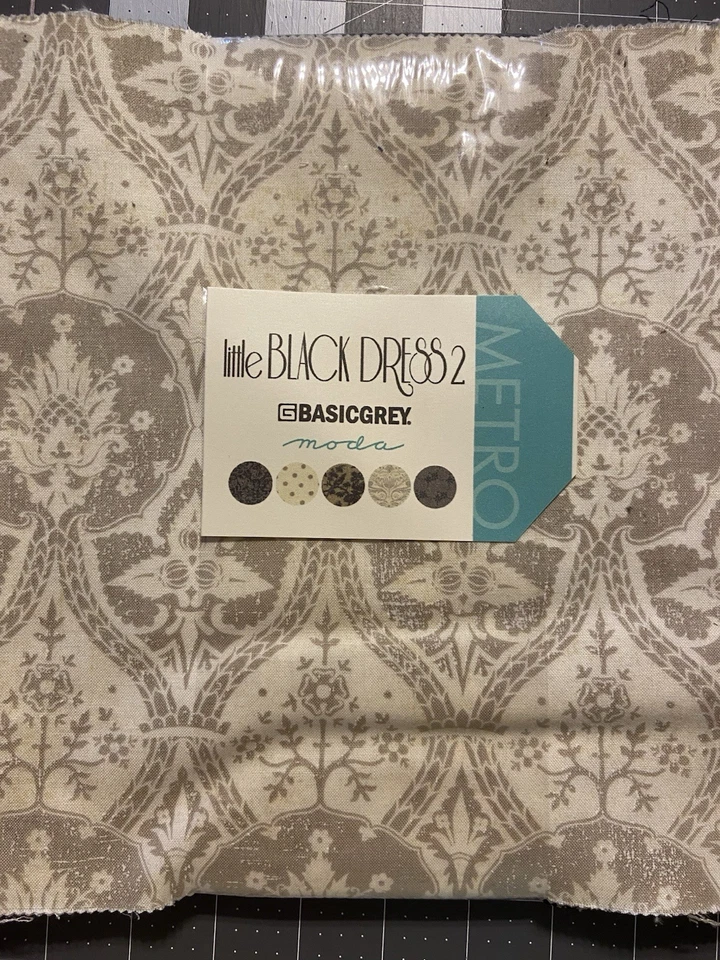 little BLACK DRESS 2
G BASICGREY.
moda
METRO